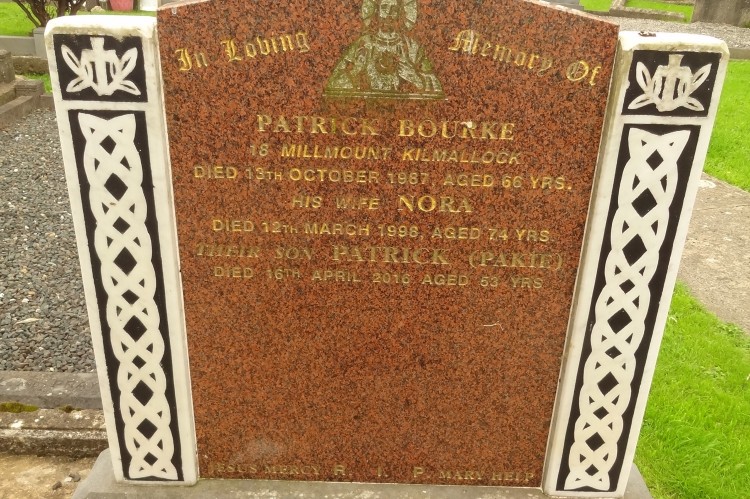 In Loving Memory Of
PATRICK BOURKE
18 MILLMOUNT KILMALLOCK
DIED 13TH OCTOBER 1987, AGED 66 YRS.
HIS WIFE NORA
DIED 12TH MARCH 1998, AGED 74 YRS.
THEIR SON PATRICK (PAKIE)
DIED 16TH APRIL 2016 AGED 53 YRS
JESUS MERCY R. I. P. MARY HELP